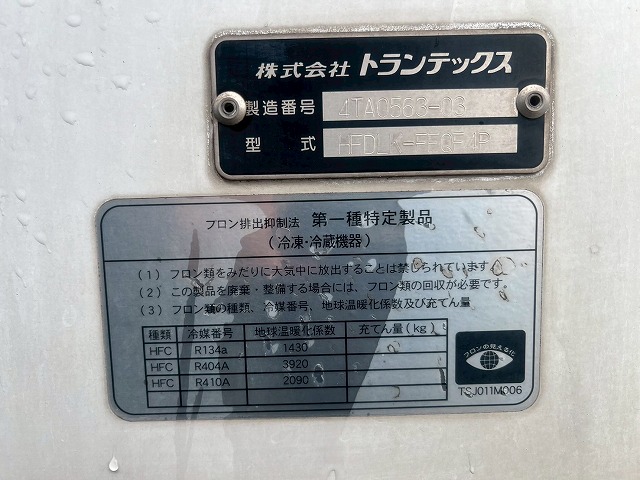 株式会社 トランテックス
製造番号 4TA0563-03
型式 HFDLK-FFQF4P
フロン排出抑制法 第一種特定製品
(冷凍・冷蔵機器)
(1) フロン類をみだりに大気中に放出することは禁じられています。
(2) この製品を廃棄・整備する場合には、フロン類の回収が必要です。
(3) フロン類の種類、冷媒番号、地球温暖化係数及び充てん量
種類 冷媒番号 地球温暖化係数 充てん量(kg)
HFC R134a 1430
HFC R404A 3920
HFC R410A 2090
フロンの見える化
TSJ011M006